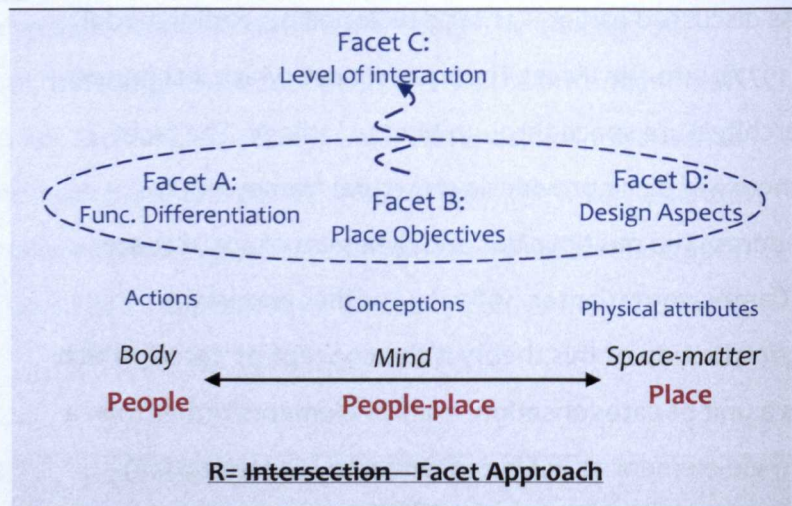 Facet C:
Level of interaction
Facet A:
Func. Differentiation
Facet B:
Place Objectives
Facet D:
Design Aspects
Actions
Conceptions
Physical attributes
Body
Mind
Space-matter
People
People-place
Place
R= Intersection Facet Approach